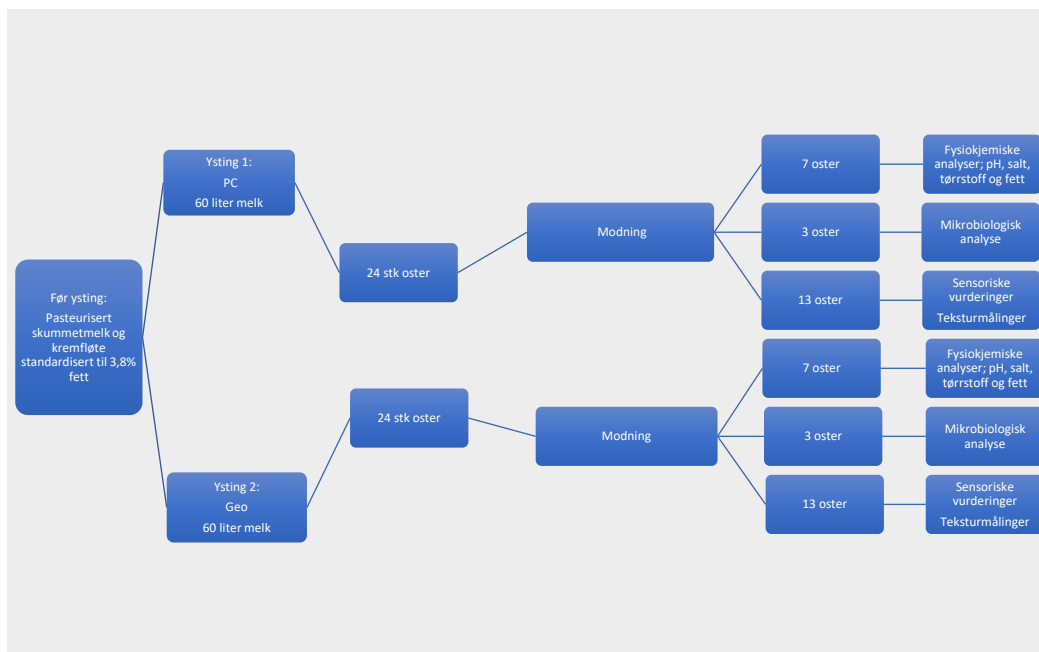 Før ysting:
Pasteurisert
skummetmelk og
kremfløte
standardisert til 3,8%
fett
Ysting 1:
PC
60 liter melk
24 stk oster
Modning
7 oster
Fysiokjemiske
analyser; pH, salt,
tørrstoff og fett
3 oster
Mikrobiologisk
analyse
13 oster
Sensoriske
vurderinger
Teksturmålinger
Ysting 2:
Geo
60 liter melk
24 stk oster
Modning
7 oster
Fysiokjemiske
analyser; pH, salt,
tørrstoff og fett
3 oster
Mikrobiologisk
analyse
13 oster
Sensoriske
vurderinger
Teksturmålinger